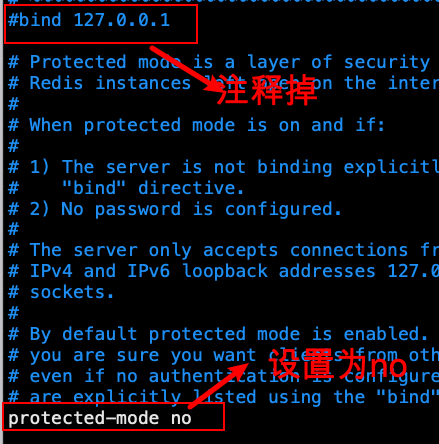 #bind 127.0.0.1
注释掉
# Protected mode is a layer of security
# Redis instances left open on the inter
#
# When protected mode is on and if:
#
# 1) The server is not binding explicitl
#    "bind" directive.
# 2) No password is configured.
#
# The server only accepts connections fr
# IPv4 and IPv6 loopback addresses 127.0
# sockets.
#
# By default protected mode is enabled.
设置为no
# you are sure you want clients from oth
# even if no authentication is configure
# are explicitly listed using the "bind"
protected-mode no